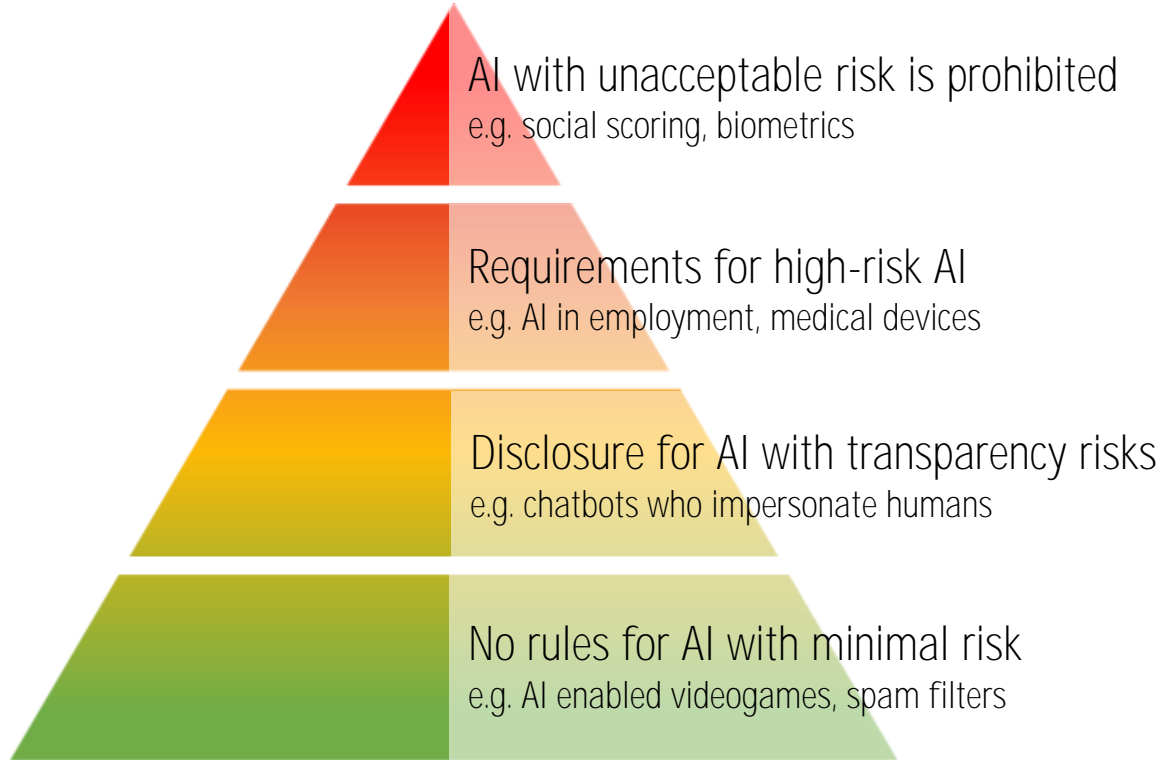 AI with unacceptable risk is prohibited
e.g. social scoring, biometrics
Requirements for high-risk AI
e.g. AI in employment, medical devices
Disclosure for AI with transparency risks
e.g. chatbots who impersonate humans
No rules for AI with minimal risk
e.g. AI enabled videogames, spam filters